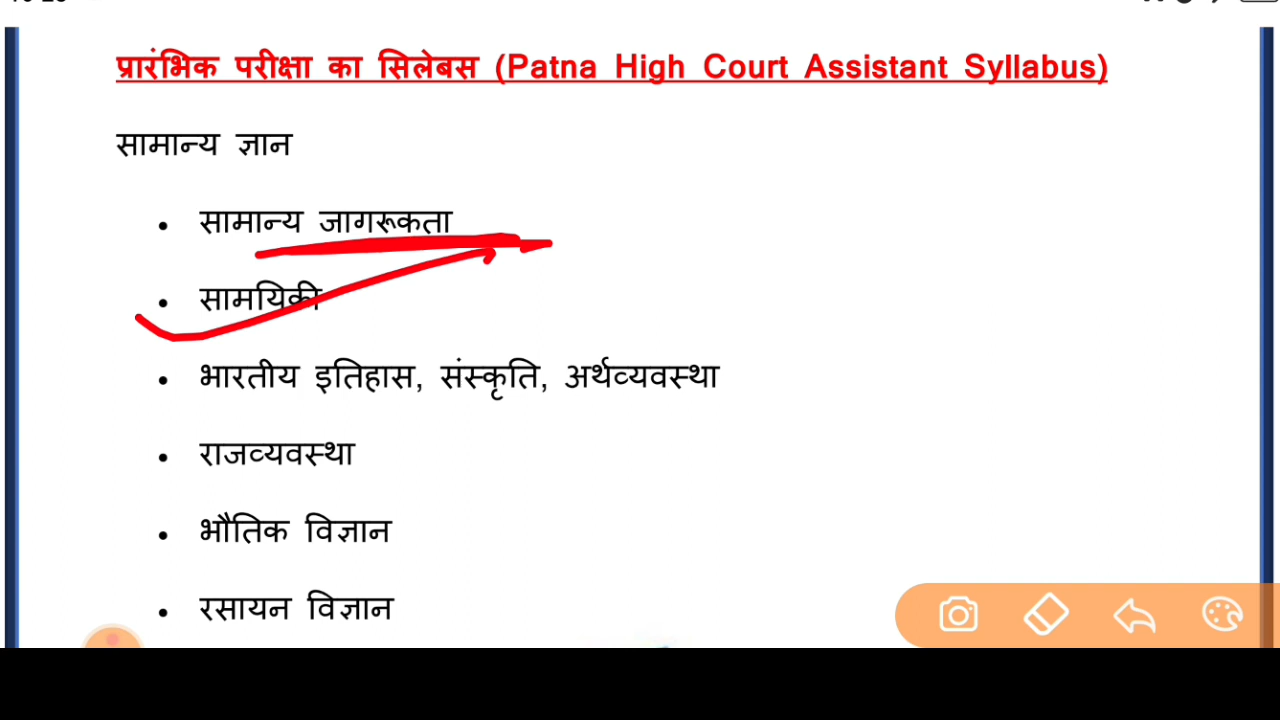 प्रारंभिक परीक्षा का सिलेबस (Patna High Court Assistant Syllabus)
सामान्य ज्ञान
• सामान्य जागरूकता
• सामयिकी
• भारतीय इतिहास, संस्कृति, अर्थव्यवस्था
• राजव्यवस्था
• भौतिक विज्ञान
• रसायन विज्ञान